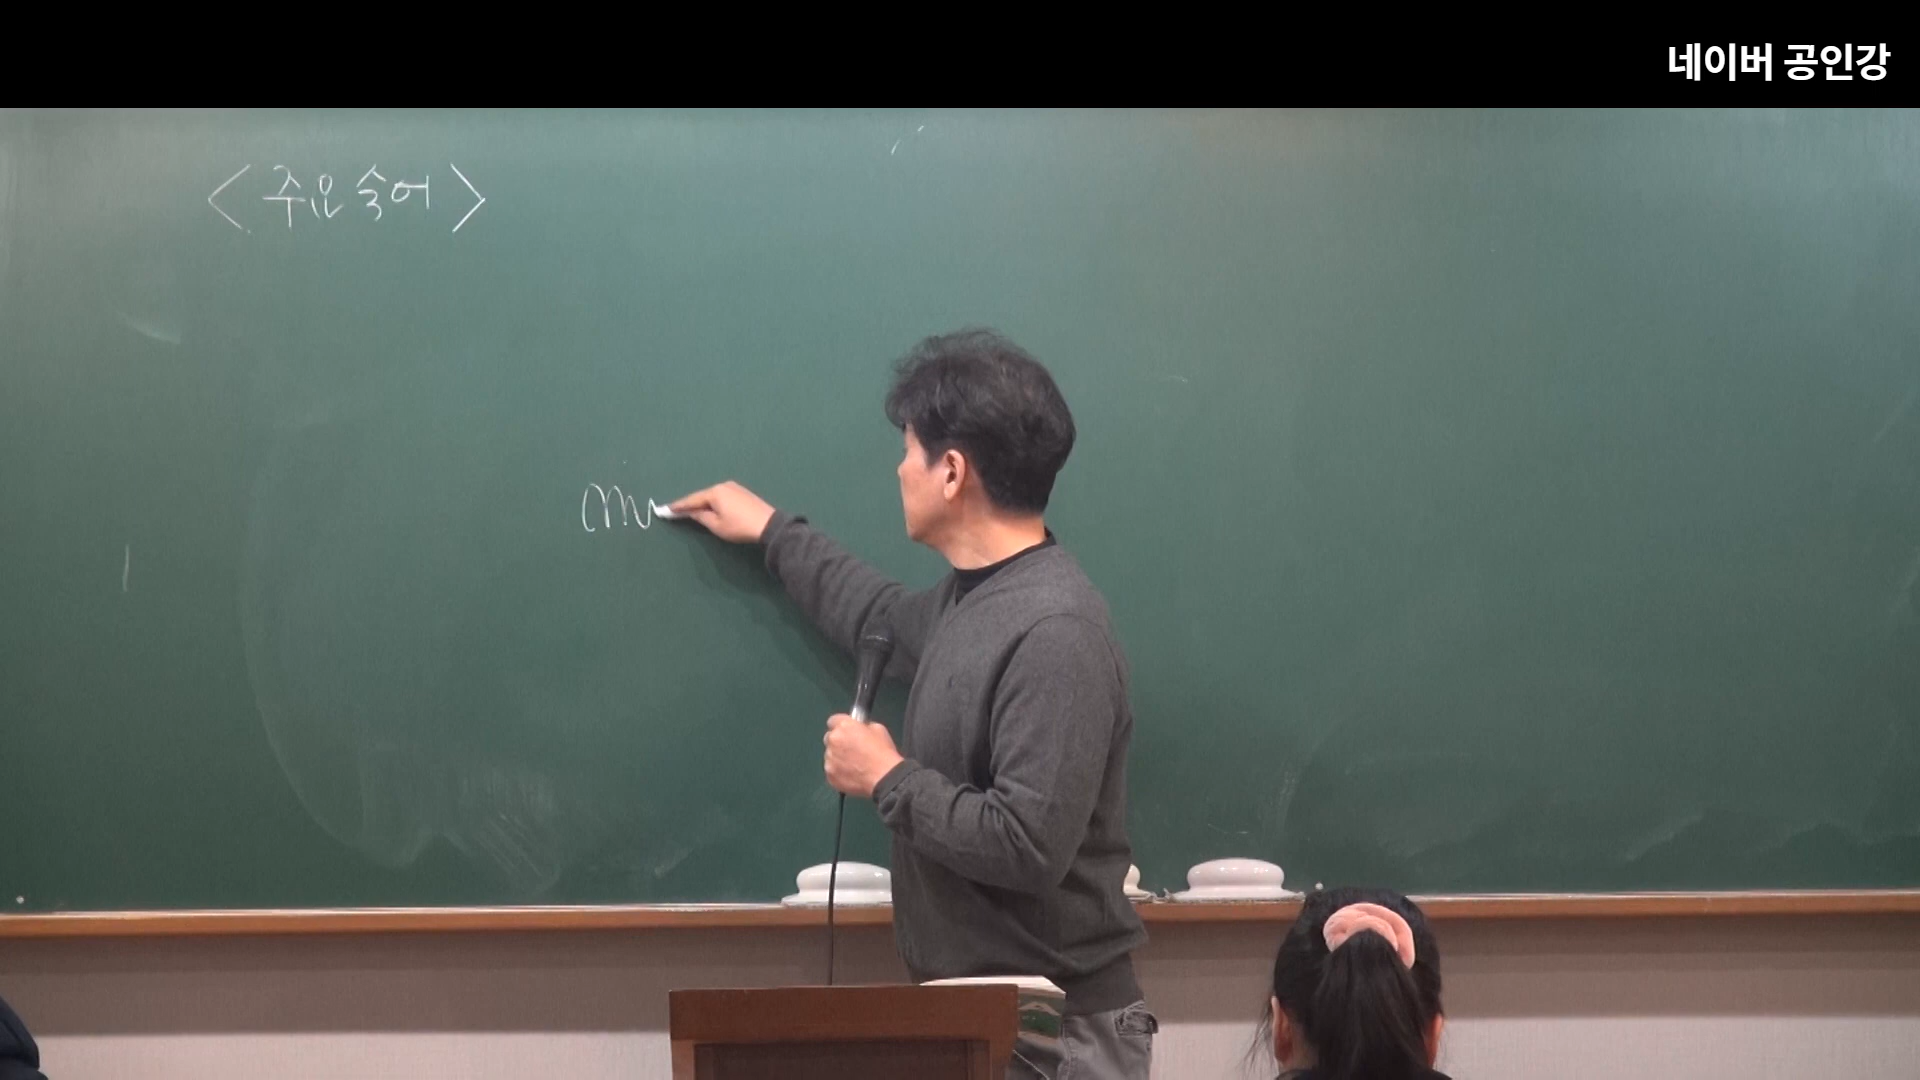 네이버 공인강
< 주요 숙어 >